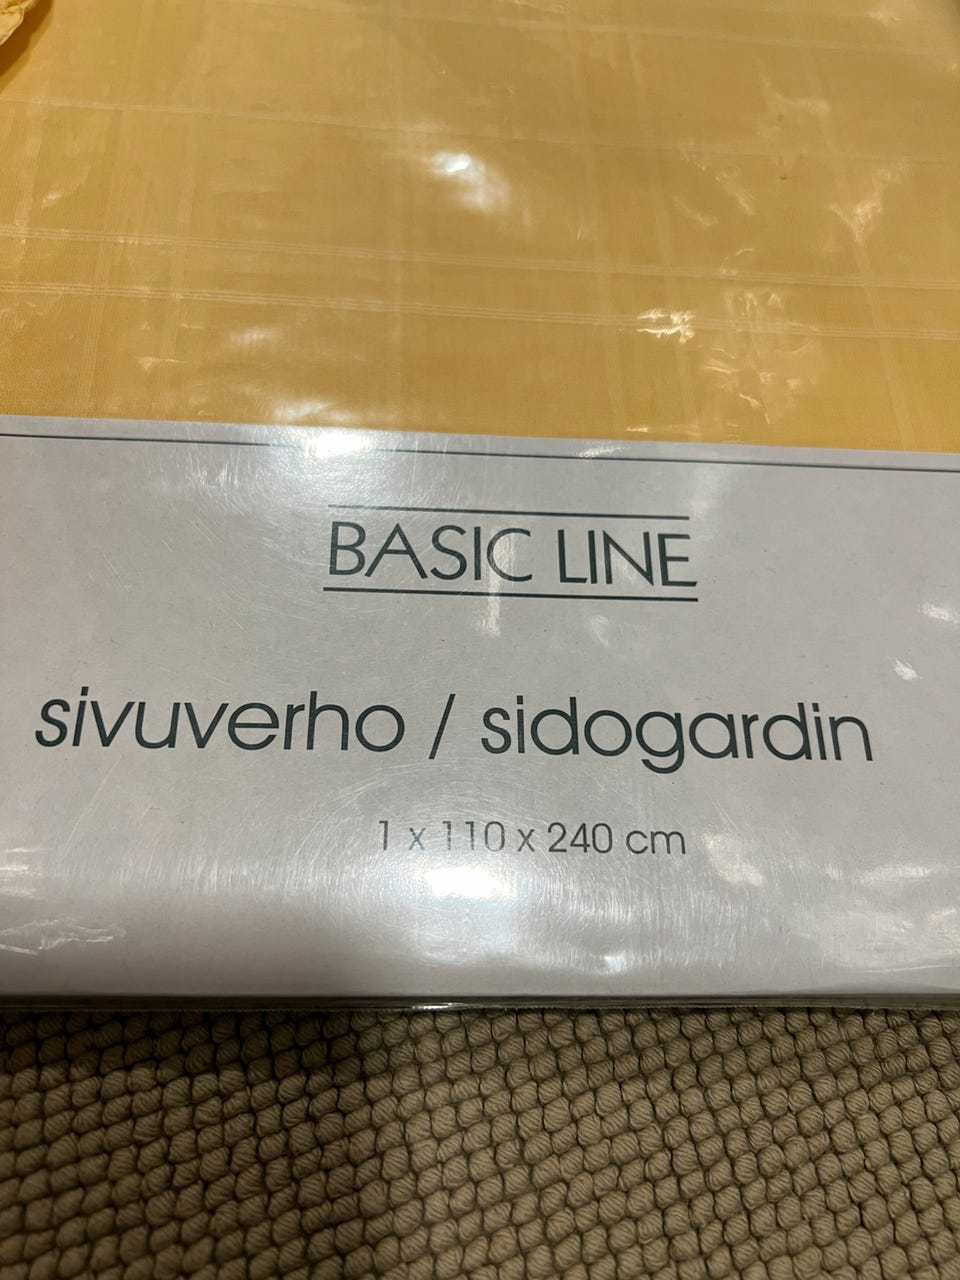 BASIC LINE
sivuverho / sidogardin
1 x 110 x 240 cm